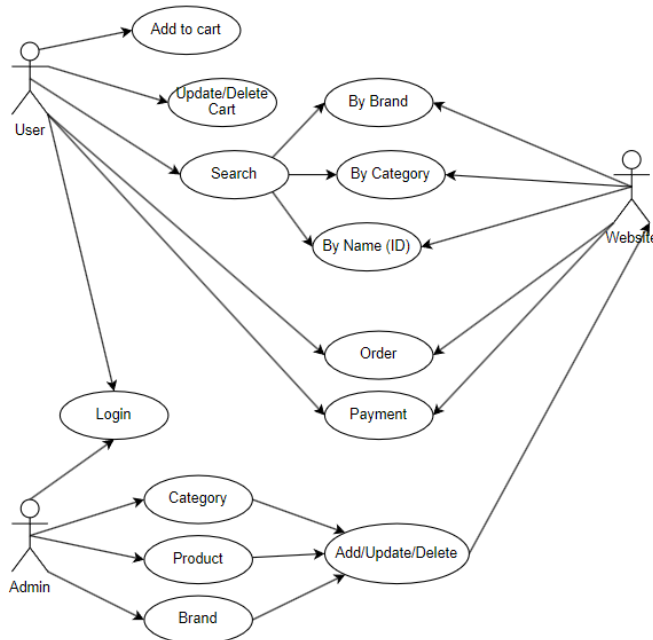 Add to cart
Update/Delete
Cart
User
By Brand
Search
By Category
By Name (ID)
Website
Order
Payment
Login
Category
Product
Add/Update/Delete
Admin
Brand